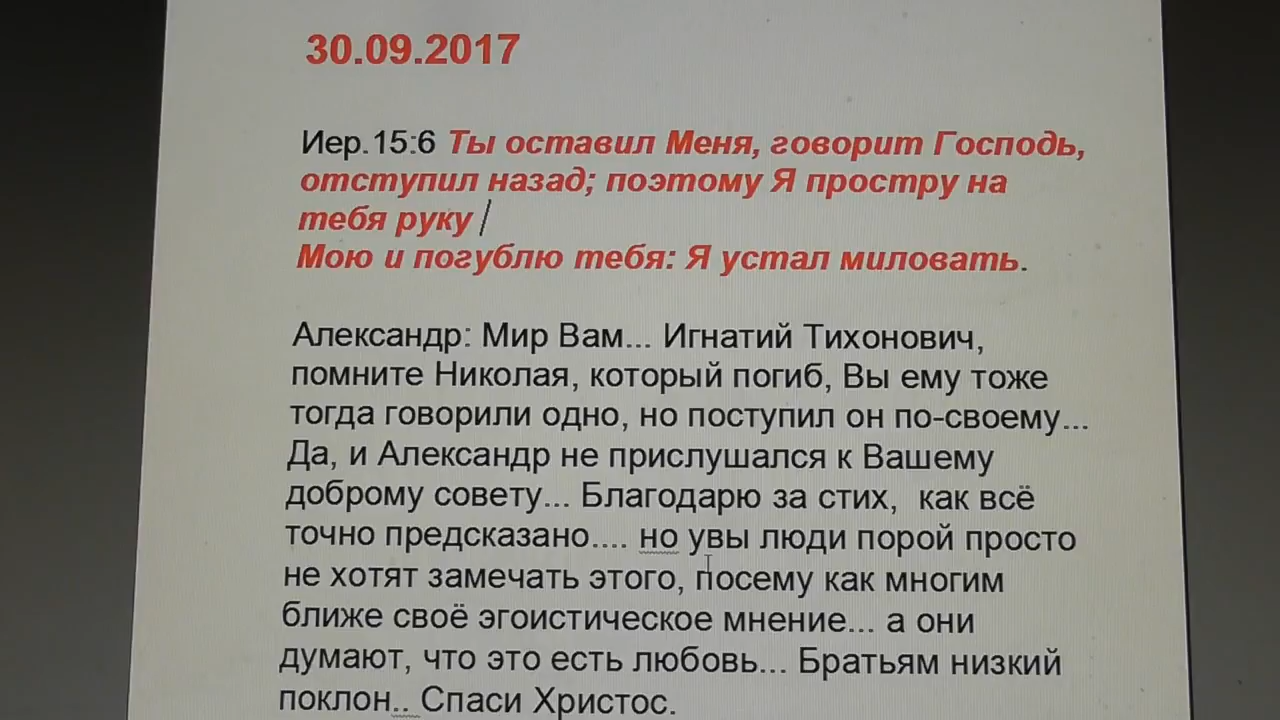 30.09.2017
Иер.15:6 Ты оставил Меня, говорит Господь,
отступил назад; поэтому Я простру на
тебя руку
Мою и погублю тебя: Я устал миловать.
Александр: Мир Вам... Игнатий Тихонович,
помните Николая, который погиб, Вы ему тоже
тогда говорили одно, но поступил он по-своему...
Да, и Александр не прислушался к Вашему
доброму совету... Благодарю за стих, как всё
точно предсказано.... но увы люди порой просто
не хотят замечать этого, посему как многим
ближе своё эгоистическое мнение... а они
думают, что это есть любовь... Братьям низкий
поклон.. Спаси Христос.